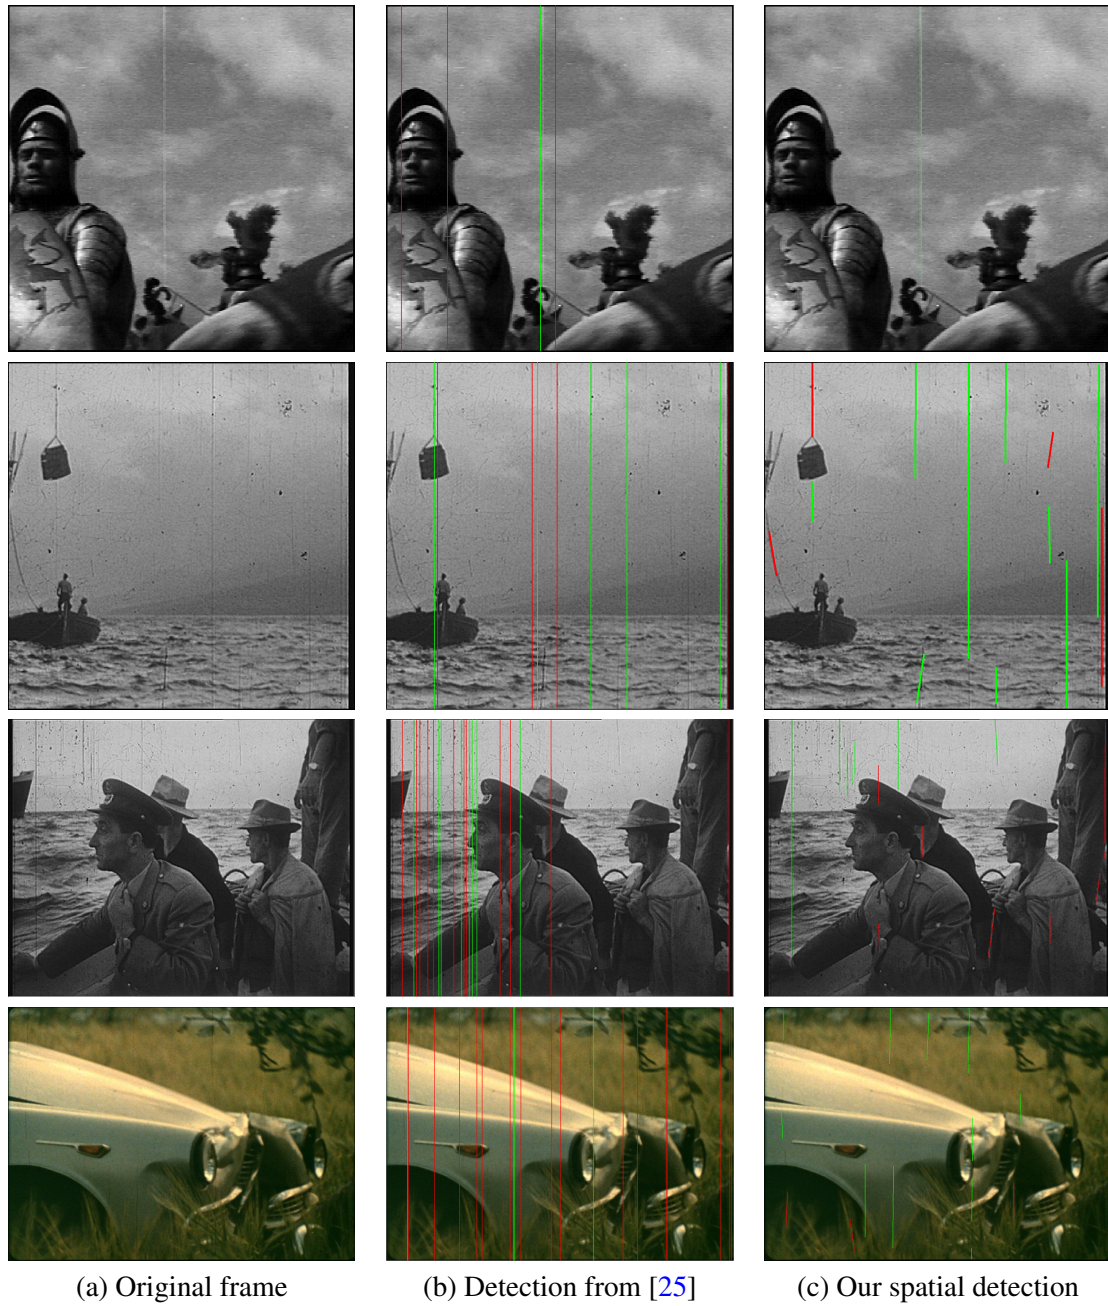 (a) Original frame
(b) Detection from [25]
(c) Our spatial detection